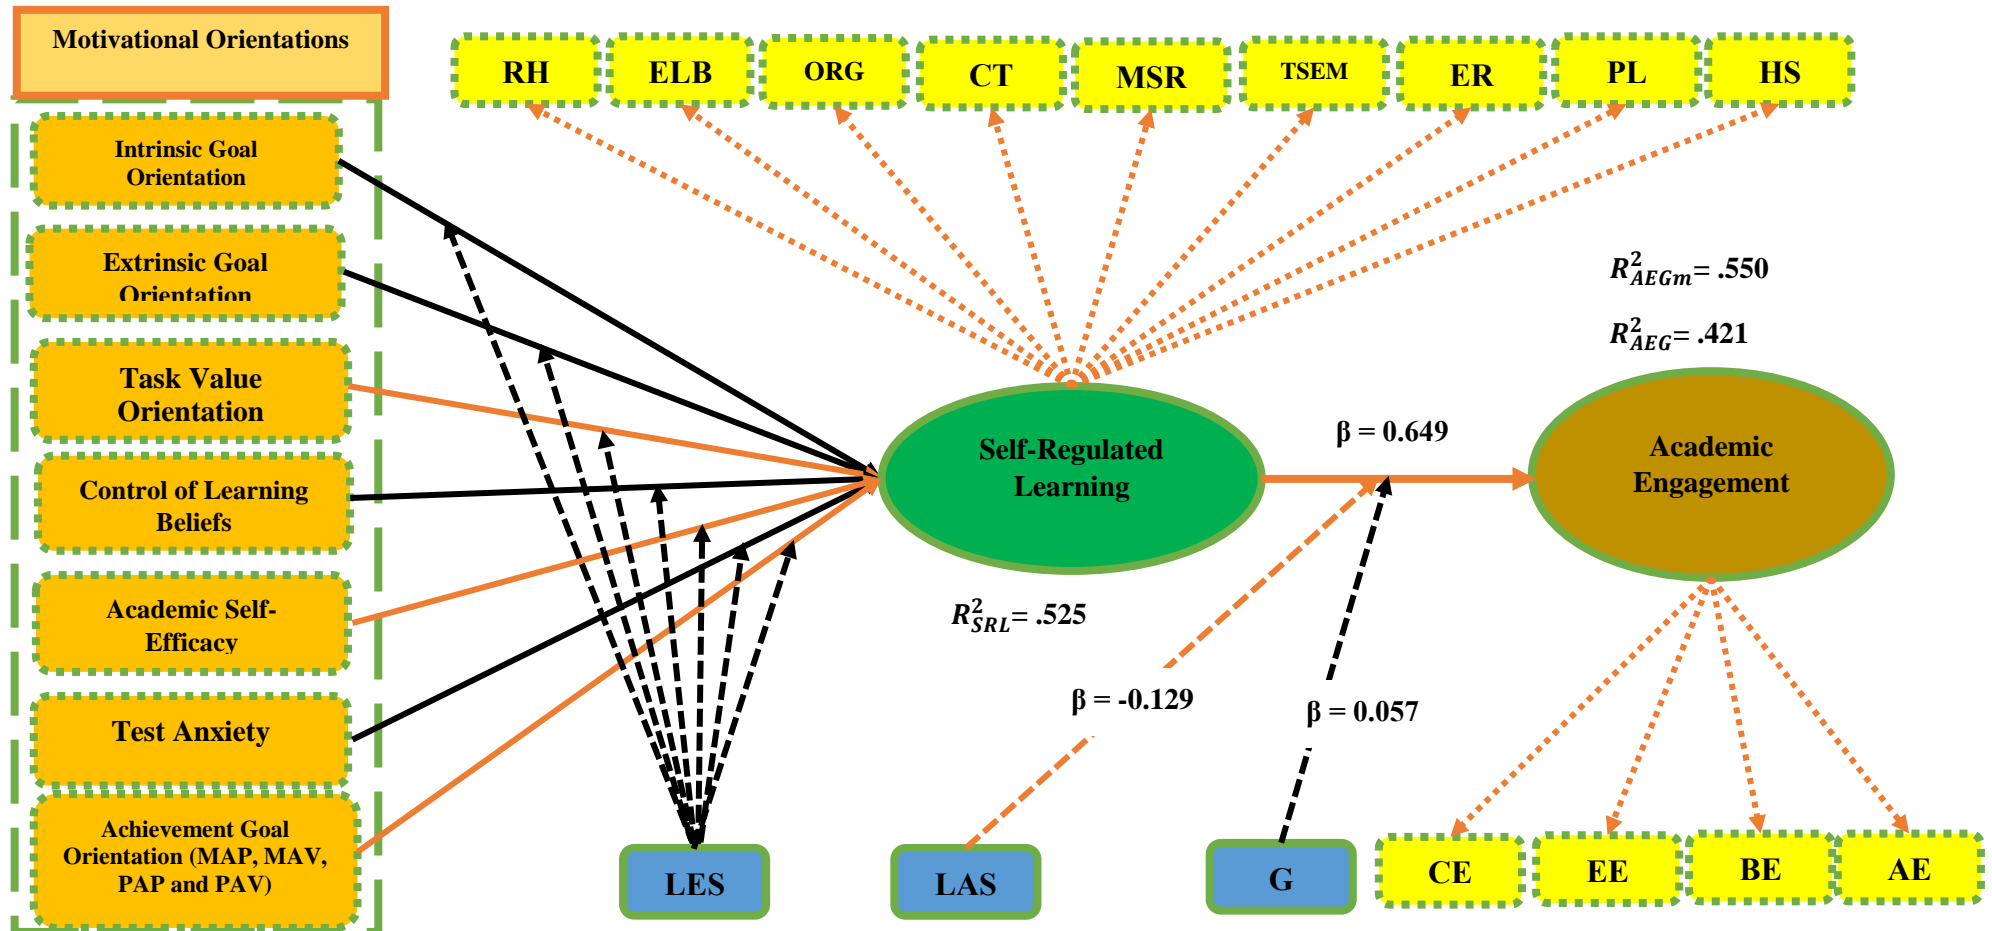 Motivational Orientations
RH
ELB
ORG
CT
MSR
TSEM
ER
PL
HS
Intrinsic Goal
Orientation
Extrinsic Goal
Orientation
Task Value
Orientation
Control of Learning
Beliefs
Academic Self-
Efficacy
Test Anxiety
Achievement Goal
Orientation (MAP, MAV,
PAP and PAV)
Self-Regulated
Learning
R²_SRL= .525
β = 0.649
R²_AEGm= .550
R²_AEG= .421
Academic
Engagement
β = -0.129
β = 0.057
LES
LAS
G
CE
EE
BE
AE